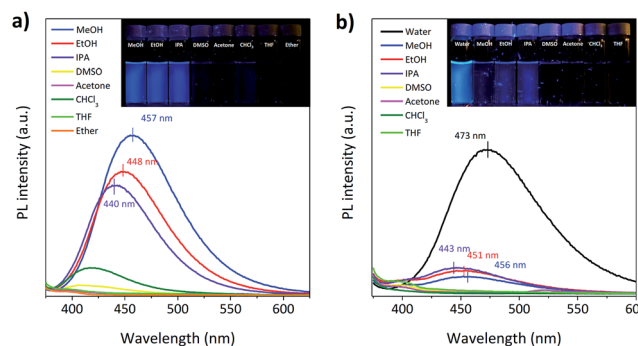 a)
MeOH
EtOH
IPA
DMSO
Acetone
CHCl3
THF
Ether
MeOH EtOH IPA DMSO Acetone CHCl3 THF Ether
457 nm
448 nm
440 nm
PL intensity (a.u.)
400 450 500 550 600
Wavelength (nm)
b)
Water
MeOH
EtOH
IPA
DMSO
Acetone
CHCl3
THF
Water MeOH EtOH IPA DMSO Acetone CHCl3 THF
473 nm
443 nm
451 nm
456 nm
PL intensity (a.u.)
400 450 500 550 600
Wavelength (nm)